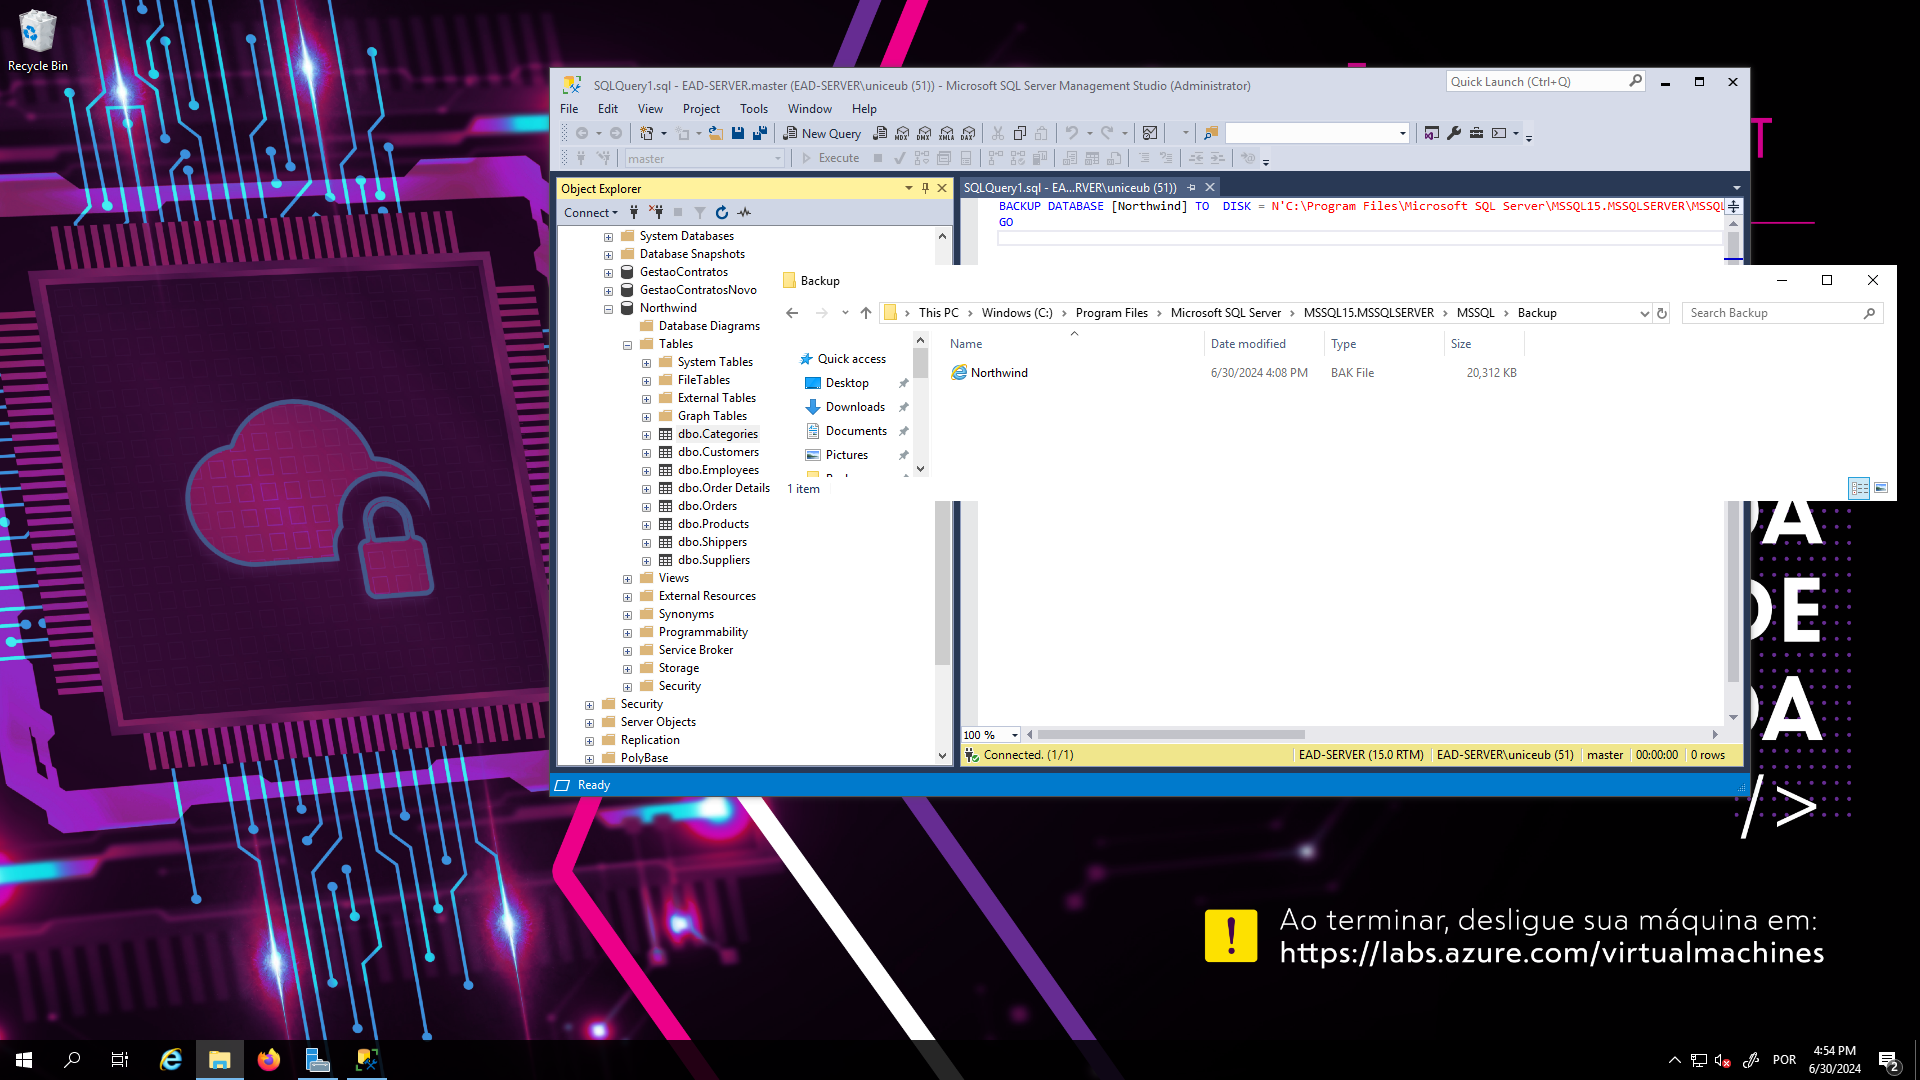 Recycle Bin
SQLQuery1.sql - EAD-SERVER.master (EAD-SERVER\uniceub (51)) - Microsoft SQL Server Management Studio (Administrator)
Quick Launch (Ctrl+Q)
File Edit View Project Tools Window Help
New Query
MDX DMX XMLA DAX
master
Execute
Object Explorer
Connect
System Databases
Database Snapshots
GestaoContratos
GestaoContratosNovo
Northwind
Database Diagrams
Tables
System Tables
FileTables
External Tables
Graph Tables
dbo.Categories
dbo.Customers
dbo.Employees
dbo.Order Details
dbo.Orders
dbo.Products
dbo.Shippers
dbo.Suppliers
Views
External Resources
Synonyms
Programmability
Service Broker
Storage
Security
Security
Server Objects
Replication
PolyBase
SQLQuery1.sql - EA...RVER\uniceub (51))
BACKUP DATABASE [Northwind] TO DISK = N'C:\Program Files\Microsoft SQL Server\MSSQL15.MSSQLSERVER\MSSQL
GO
Backup
This PC > Windows (C:) > Program Files > Microsoft SQL Server > MSSQL15.MSSQLSERVER > MSSQL > Backup
Search Backup
Quick access
Desktop
Downloads
Documents
Pictures
Name Date modified Type Size
Northwind 6/30/2024 4:08 PM BAK File 20,312 KB
1 item
100 %
Connected. (1/1)
EAD-SERVER (15.0 RTM) EAD-SERVER\uniceub (51) master 00:00:00 0 rows
Ready
T
DA
DE
DA
/>
! Ao terminar, desligue sua máquina em:
https://labs.azure.com/virtualmachines
POR
4:54 PM
6/30/2024
2